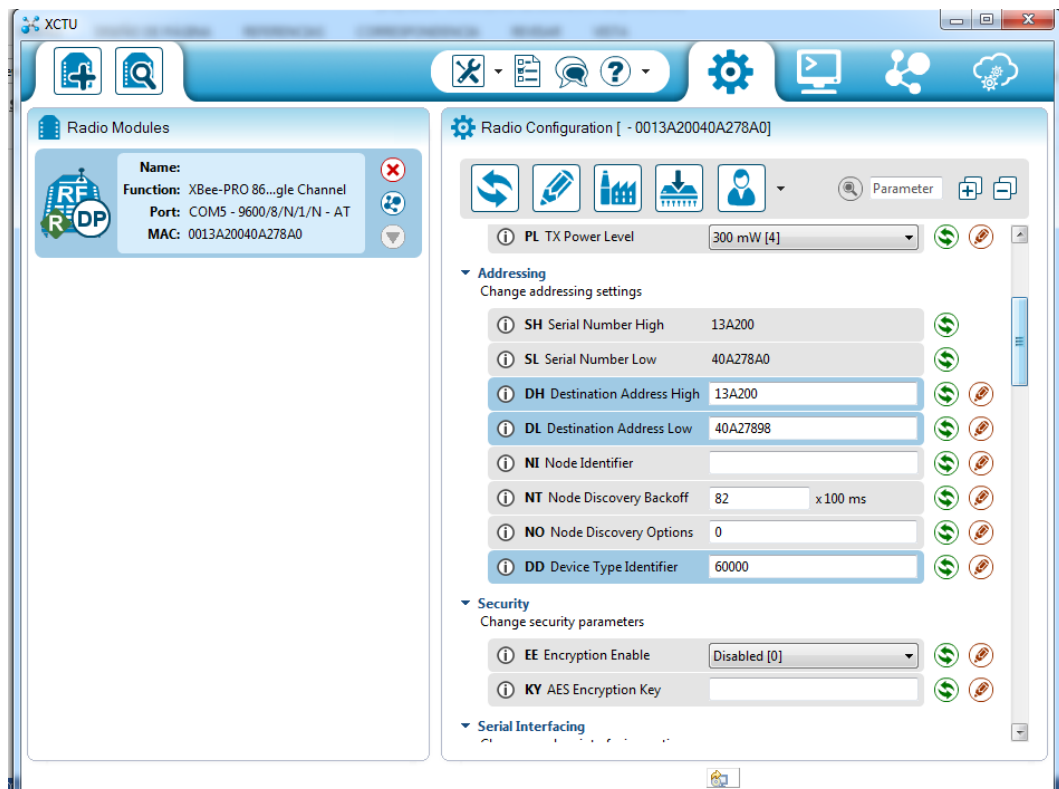 XCTU
Radio Modules
Name:
Function: XBee-PRO 86...gle Channel
Port: COM5 - 9600/8/N/1/N - AT
MAC: 0013A20040A278A0
RF
R
DP
Radio Configuration [ - 0013A20040A278A0]
Parameter
PL TX Power Level 300 mW [4]
Addressing
Change addressing settings
SH Serial Number High 13A200
SL Serial Number Low 40A278A0
DH Destination Address High 13A200
DL Destination Address Low 40A27898
NI Node Identifier
NT Node Discovery Backoff 82 x 100 ms
NO Node Discovery Options 0
DD Device Type Identifier 60000
Security
Change security parameters
EE Encryption Enable Disabled [0]
KY AES Encryption Key
Serial Interfacing